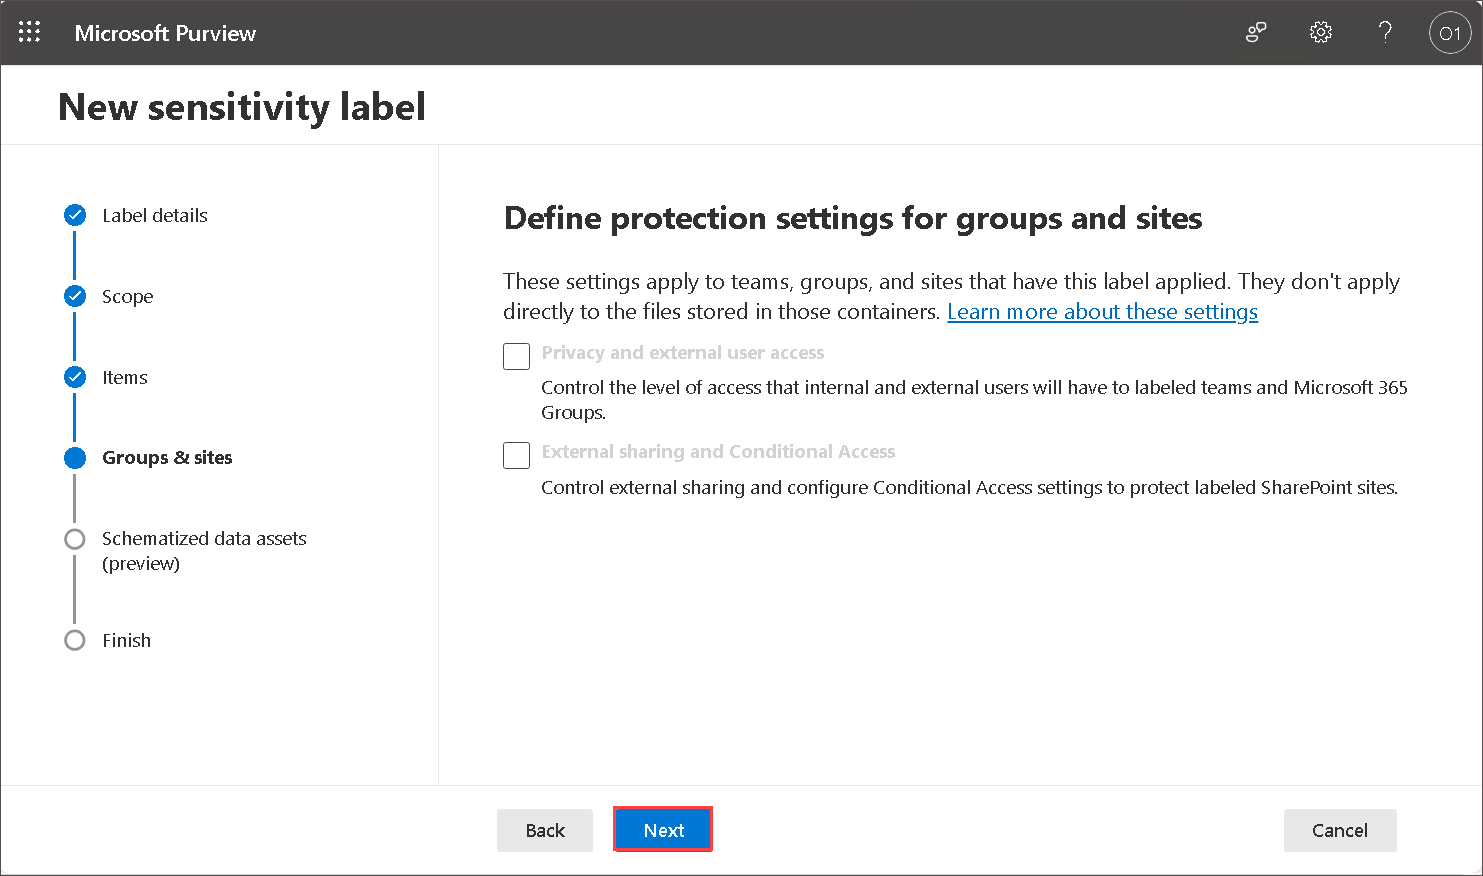 Microsoft Purview
O1
New sensitivity label
Label details
Scope
Items
Groups & sites
Schematized data assets
(preview)
Finish
Define protection settings for groups and sites
These settings apply to teams, groups, and sites that have this label applied. They don't apply
directly to the files stored in those containers. Learn more about these settings
Privacy and external user access
Control the level of access that internal and external users will have to labeled teams and Microsoft 365
Groups.
External sharing and Conditional Access
Control external sharing and configure Conditional Access settings to protect labeled SharePoint sites.
Back
Next
Cancel